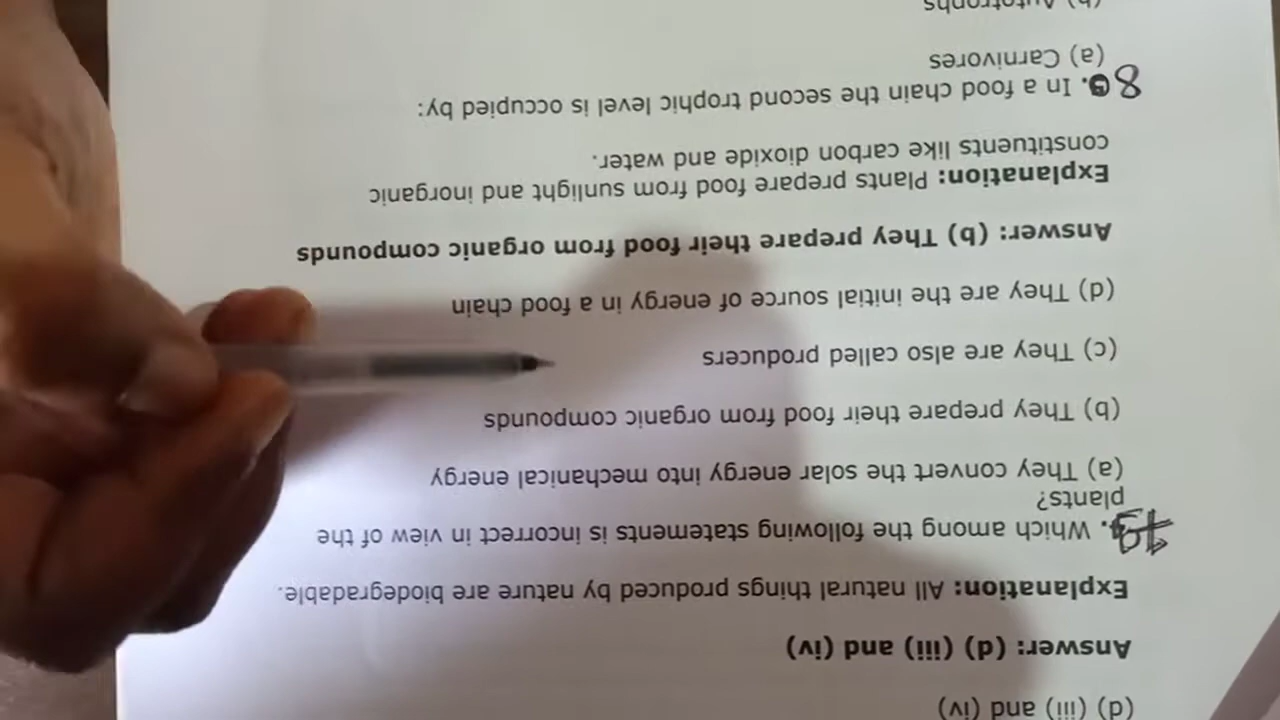 (d) (iii) and (iv)
Answer: (d) (iii) and (iv)
Explanation: All natural things produced by nature are biodegradable.
. Which among the following statements is incorrect in view of the
plants?
(a) They convert the solar energy into mechanical energy
(b) They prepare their food from organic compounds
(c) They are also called producers
(d) They are the initial source of energy in a food chain
Answer: (b) They prepare their food from organic compounds
Explanation: Plants prepare food from sunlight and inorganic
constituents like carbon dioxide and water.
8. In a food chain the second trophic level is occupied by:
(a) Carnivores
(b) Autotrophs